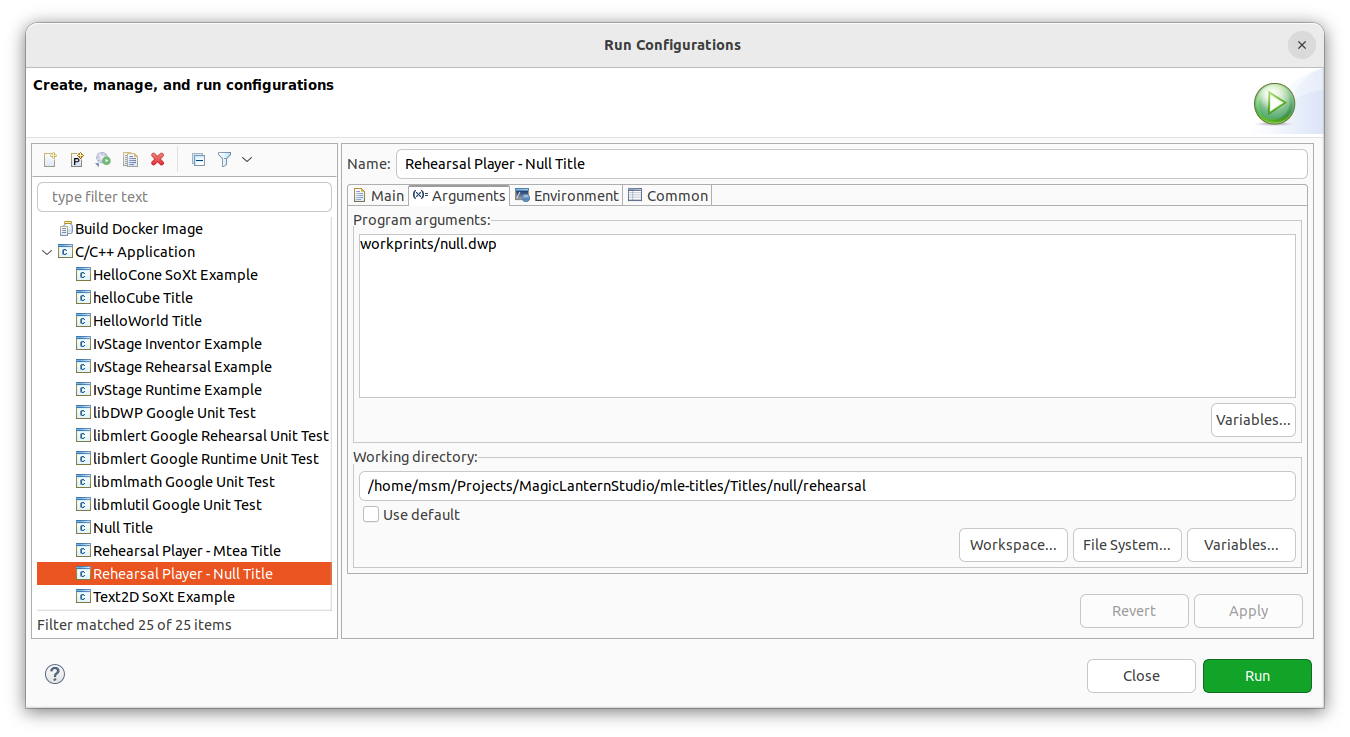 Run Configurations
Create, manage, and run configurations
type filter text
Build Docker Image
C/C++ Application
HelloCone SoXt Example
helloCube Title
HelloWorld Title
IvStage Inventor Example
IvStage Rehearsal Example
IvStage Runtime Example
libDWP Google Unit Test
libmlert Google Rehearsal Unit Test
libmlert Google Runtime Unit Test
libmlmath Google Unit Test
libmlutil Google Unit Test
Null Title
Rehearsal Player - Mtea Title
Rehearsal Player - Null Title
Text2D SoXt Example
Filter matched 25 of 25 items
Name: Rehearsal Player - Null Title
Main (x)= Arguments Environment Common
Program arguments:
workprints/null.dwp
Variables...
Working directory:
/home/msm/Projects/MagicLanternStudio/mle-titles/Titles/null/rehearsal
Use default
Workspace... File System... Variables...
Revert Apply
Close Run